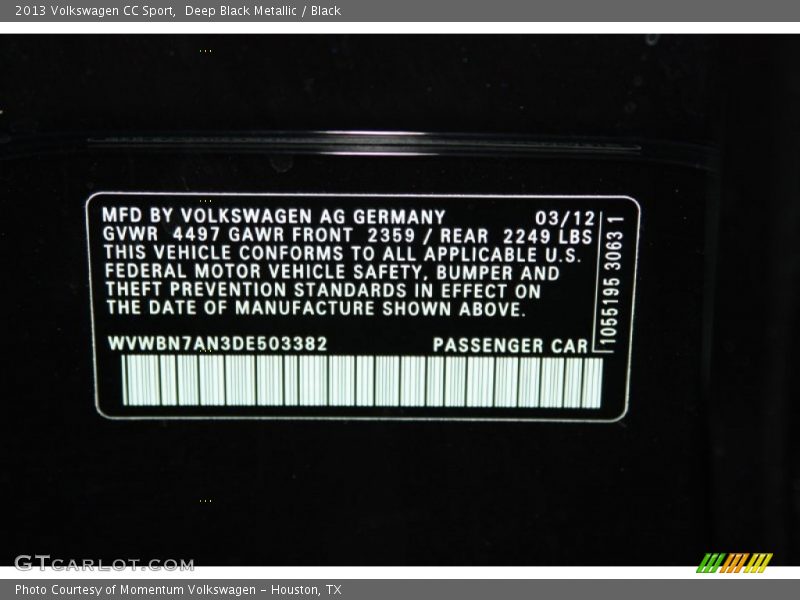 2013 Volkswagen CC Sport, Deep Black Metallic / Black
MFD BY VOLKSWAGEN AG GERMANY 03/12
GVWR 4497 GAWR FRONT 2359 / REAR 2249 LBS
THIS VEHICLE CONFORMS TO ALL APPLICABLE U.S.
FEDERAL MOTOR VEHICLE SAFETY, BUMPER AND
THEFT PREVENTION STANDARDS IN EFFECT ON
THE DATE OF MANUFACTURE SHOWN ABOVE.
WVWBN7AN3DE503382 PASSENGER CAR
1055195 3063 1
GTCARLOT.COM
Photo Courtesy of Momentum Volkswagen - Houston, TX